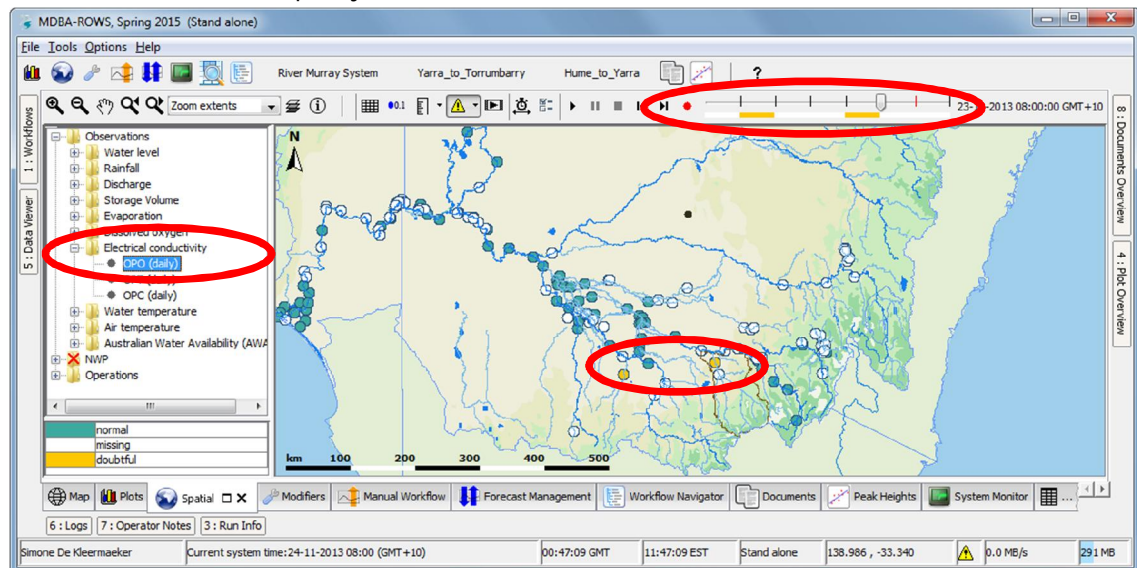 MDBA-ROWS, Spring 2015 (Stand alone)
File Tools Options Help
River Murray System Yarra_to_Torrumbarry Hume_to_Yarra ?
Zoom extents
0.1
-2013 08:00:00 GMT+10
1 : Workflows
5 : Data Viewer
8 : Documents Overview
4 : Plot Overview
Observations
Water level
Rainfall
Discharge
Storage Volume
Evaporation
Dissolved oxygen
Electrical conductivity
OPO (daily)
OPC (daily)
Water temperature
Air temperature
Australian Water Availability (AWA
NWP
Operations
normal
missing
doubtful
N
km 100 200 300 400 500
Map Plots Spatial Modifiers Manual Workflow Forecast Management Workflow Navigator Documents Peak Heights System Monitor ...
6 : Logs 7 : Operator Notes 3 : Run Info
Simone De Kleermaeker Current system time:24-11-2013 08:00 (GMT+10) 00:47:09 GMT 11:47:09 EST Stand alone 138.986 , -33.340 0.0 MB/s 291 MB